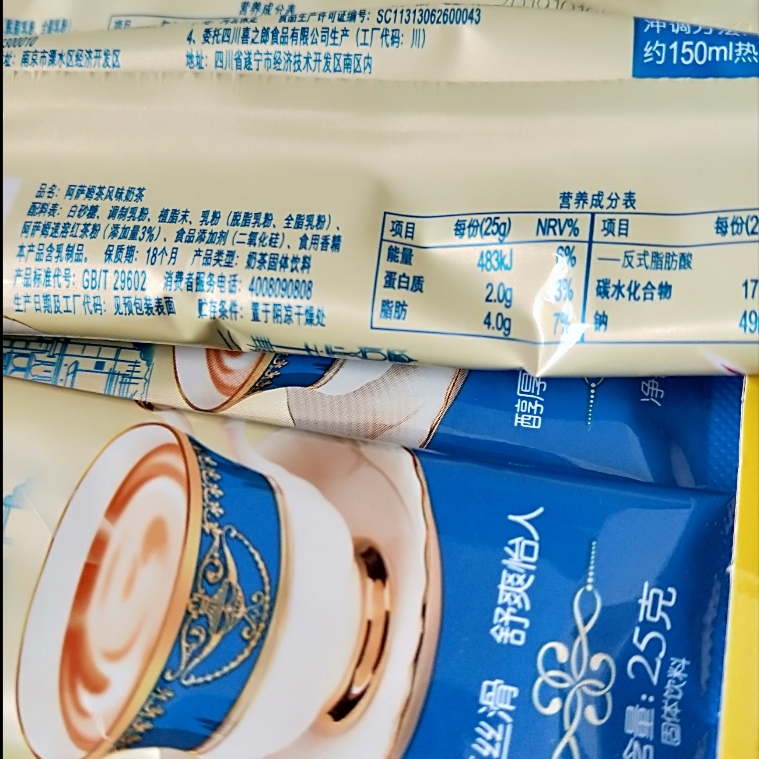 营养成分表
食品生产许可证编号：SC11313062600043
4、委托四川喜之郎食品有限公司生产（工厂代码：川）
地址：四川省遂宁市经济技术开发区南区内
址：南京市溧水区经济开发区
冲调方法
约150ml热
品名：阿萨姆茶风味奶茶
配料表：白砂糖、调制乳粉、植脂末、乳粉（脱脂乳粉、全脂乳粉）、
阿萨姆速溶红茶粉（添加量3%）、食品添加剂（二氧化硅）、食用香精
本产品含乳制品。 保质期：18个月 产品类型：奶茶固体饮料
产品标准代号：GB/T 29602 消费者服务电话：4008090808
生产日期及工厂代码：见预包装表面 贮存条件：置于阴凉干燥处
营养成分表
项目 每份(25g) NRV% 项目 每份(2
能量 483kJ 6% —反式脂肪酸
蛋白质 2.0g 3% 碳水化合物 17
脂肪 4.0g 7% 钠 49
醇厚
净
丝滑 舒爽怡人
含量：25克
固体饮料